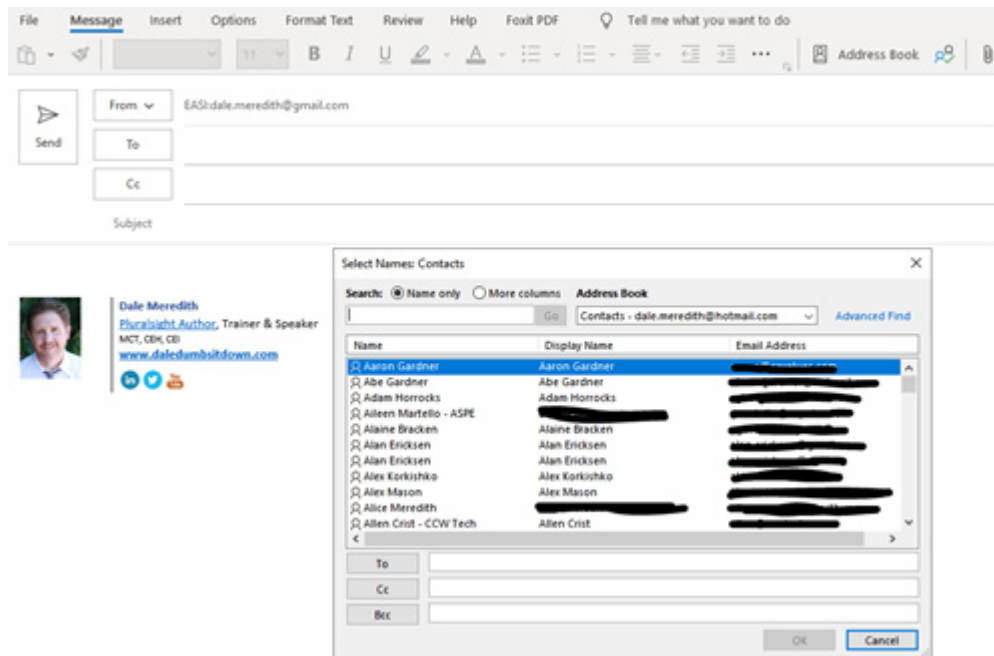 File Message Insert Options Format Text Review Help Foxit PDF Tell me what you want to do
11 B I U A Address Book
Send
From EASI:dale.meredith@gmail.com
To
Cc
Subject
Dale Meredith
Pluralsight Author, Trainer & Speaker
MCT, CEH, CEI
www.daledumbsitdown.com
Select Names: Contacts
Search: Name only More columns Address Book
Go Contacts - dale.meredith@hotmail.com Advanced Find
Name Display Name Email Address
Aaron Gardner Aaron Gardner
Abe Gardner Abe Gardner
Adam Horrocks Adam Horrocks
Aileen Martello - ASPE
Alaine Bracken Alaine Bracken
Alan Ericksen Alan Ericksen
Alan Ericksen Alan Ericksen
Alex Korkishko Alex Korkishko
Alex Mason Alex Mason
Alice Meredith
Allen Crist - CCW Tech Allen Crist
To
Cc
Bcc
OK Cancel